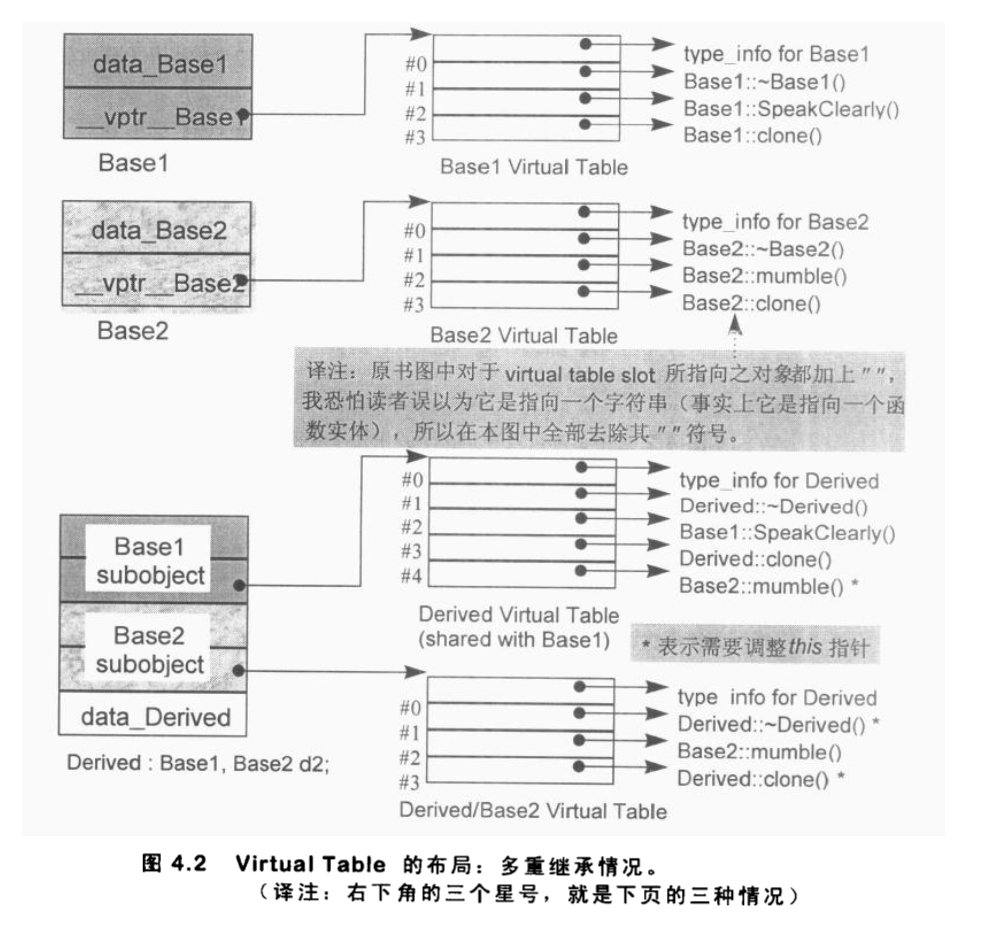 data_Base1
__vptr__Base1
Base1
#0
#1
#2
#3
type_info for Base1
Base1::~Base1()
Base1::SpeakClearly()
Base1::clone()
Base1 Virtual Table
data_Base2
__vptr__Base2
Base2
#0
#1
#2
#3
type_info for Base2
Base2::~Base2()
Base2::mumble()
Base2::clone()
Base2 Virtual Table
译注：原书图中对于 virtual table slot 所指向之对象都加上 " "，
我恐怕读者误以为它是指向一个字符串（事实上它是指向一个函
数实体），所以在本图中全部去除其 " " 符号。
Base1
subobject
Base2
subobject
data_Derived
Derived : Base1, Base2 d2;
#0
#1
#2
#3
#4
type_info for Derived
Derived::~Derived()
Base1::SpeakClearly()
Derived::clone()
Base2::mumble() *
Derived Virtual Table
(shared with Base1)
* 表示需要调整this 指针
#0
#1
#2
#3
type info for Derived
Derived::~Derived() *
Base2::mumble()
Derived::clone() *
Derived/Base2 Virtual Table
图 4.2 Virtual Table 的布局：多重继承情况。
（译注：右下角的三个星号，就是下页的三种情况）